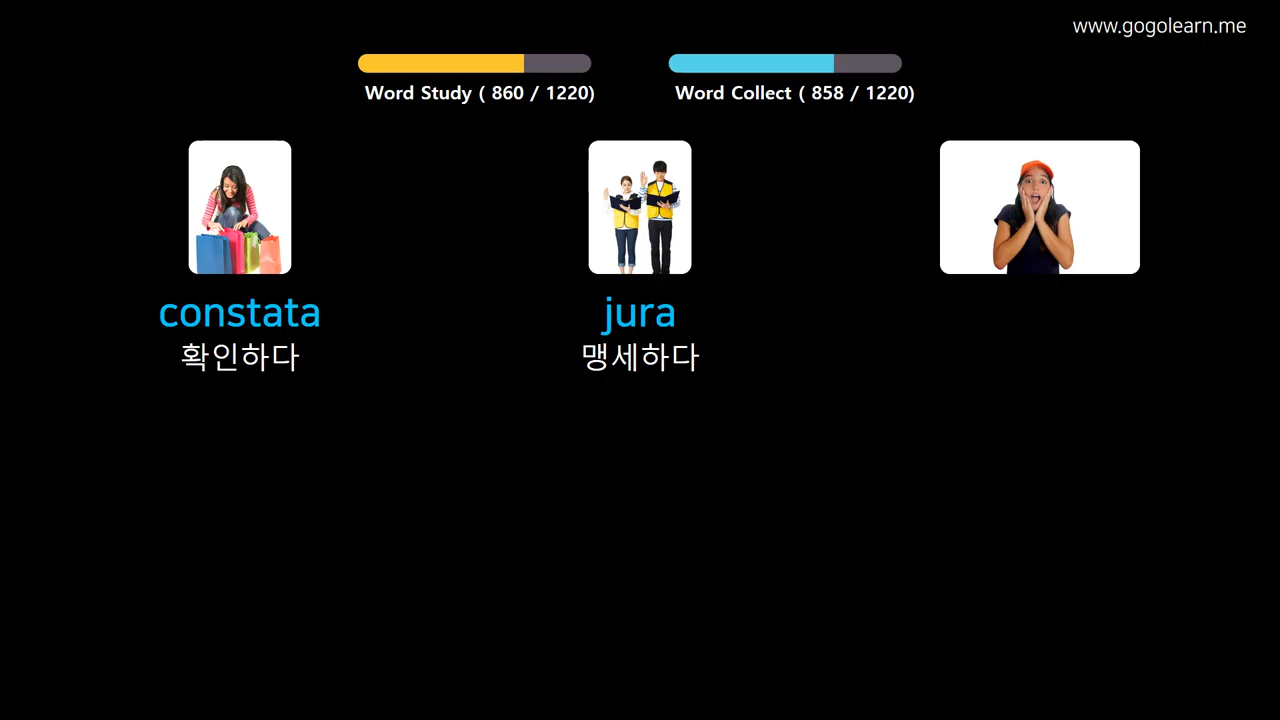 www.gogolearn.me
Word Study ( 860 / 1220)
Word Collect ( 858 / 1220)
constata
확인하다
jura
맹세하다